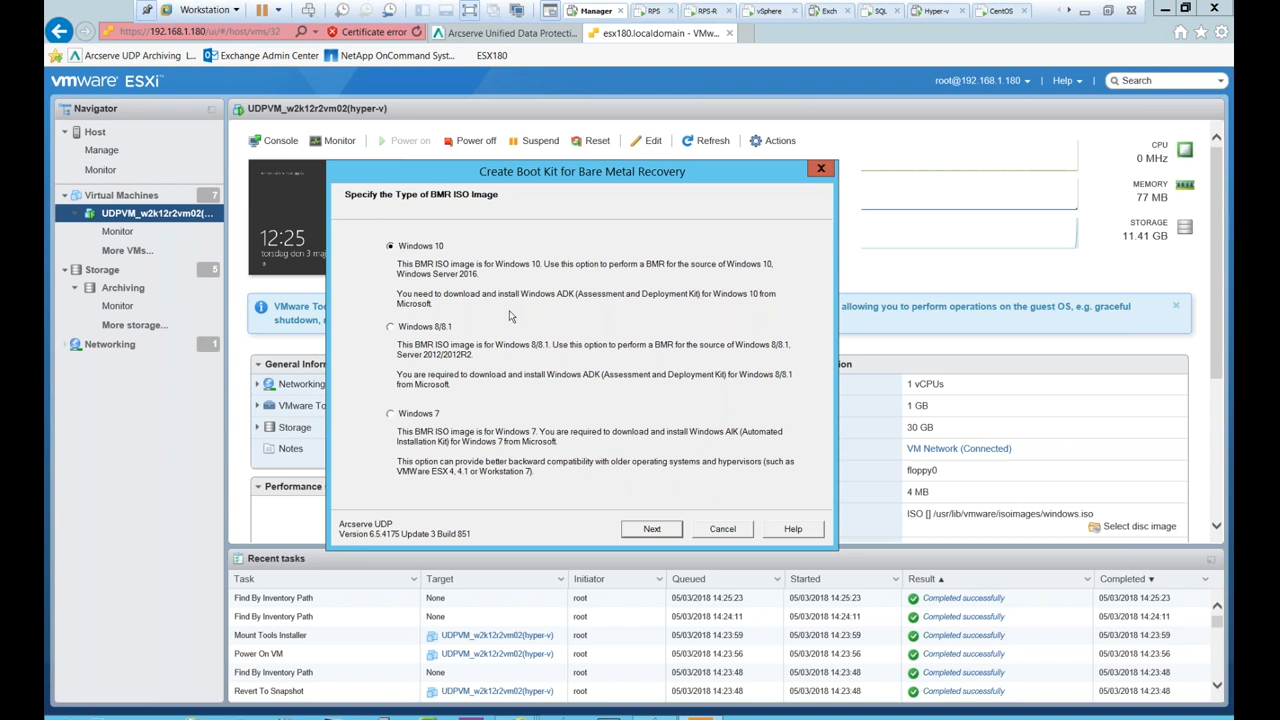 Workstation
Manager
RPS
RPS-R
vSphere
Exch
SQL
Hyper-v
CentOS
https://192.168.1.180/ui/#/host/vms/32
Certificate error
Arcserve Unified Data Protecti...
esx180.localdomain - VMw...
Arcserve UDP Archiving L...
Exchange Admin Center
NetApp OnCommand Syst...
ESX180
vmware ESXi
root@192.168.1.180
Help
Search
Navigator
UDPVM_w2k12r2vm02(hyper-v)
Host
Manage
Monitor
Virtual Machines 7
UDPVM_w2k12r2vm02(...
Monitor
More VMs...
Storage 5
Archiving
Monitor
More storage...
Networking 1
Console
Monitor
Power on
Power off
Suspend
Reset
Edit
Refresh
Actions
CPU
0 MHz
MEMORY
77 MB
STORAGE
11.41 GB
12:25
torsdag den 3 maj
Create Boot Kit for Bare Metal Recovery
Specify the Type of BMR ISO Image
Windows 10
This BMR ISO image is for Windows 10. Use this option to perform a BMR for the source of Windows 10,
Windows Server 2016.
You need to download and install Windows ADK (Assessment and Deployment Kit) for Windows 10 from
Microsoft.
Windows 8/8.1
This BMR ISO image is for Windows 8/8.1. Use this option to perform a BMR for the source of Windows 8/8.1,
Server 2012/2012R2.
You are required to download and install Windows ADK (Assessment and Deployment Kit) for Windows 8/8.1
from Microsoft.
Windows 7
This BMR ISO image is for Windows 7. You are required to download and install Windows AIK (Automated
Installation Kit) for Windows 7 from Microsoft.
This option can provide better backward compatibility with older operating systems and hypervisors (such as
VMWare ESX 4, 4.1 or Workstation 7).
Arcserve UDP
Version 6.5.4175 Update 3 Build 851
Next
Cancel
Help
VMware Too
allowing you to perform operations on the guest OS, e.g. graceful
shutdown, r
General Infor
ion
Networking
VMware To
Storage
Notes
Performance s
1 vCPUs
1 GB
30 GB
VM Network (Connected)
floppy0
4 MB
ISO [] /usr/lib/vmware/isoimages/windows.iso
Select disc image
Recent tasks
Task Target Initiator Queued Started Result Completed
Find By Inventory Path None root 05/03/2018 14:25:23 05/03/2018 14:25:23 Completed successfully 05/03/2018 14:25:23
Find By Inventory Path None root 05/03/2018 14:24:11 05/03/2018 14:24:11 Completed successfully 05/03/2018 14:24:11
Mount Tools Installer UDPVM_w2k12r2vm02(hyper-v) root 05/03/2018 14:23:59 05/03/2018 14:23:59 Completed successfully 05/03/2018 14:23:59
Power On VM UDPVM_w2k12r2vm02(hyper-v) root 05/03/2018 14:23:56 05/03/2018 14:23:56 Completed successfully 05/03/2018 14:23:56
Find By Inventory Path None root 05/03/2018 14:23:48 05/03/2018 14:23:48 Completed successfully 05/03/2018 14:23:48
Revert To Snapshot UDPVM_w2k12r2vm02(hyper-v) root 05/03/2018 14:23:48 05/03/2018 14:23:48 Completed successfully 05/03/2018 14:23:48